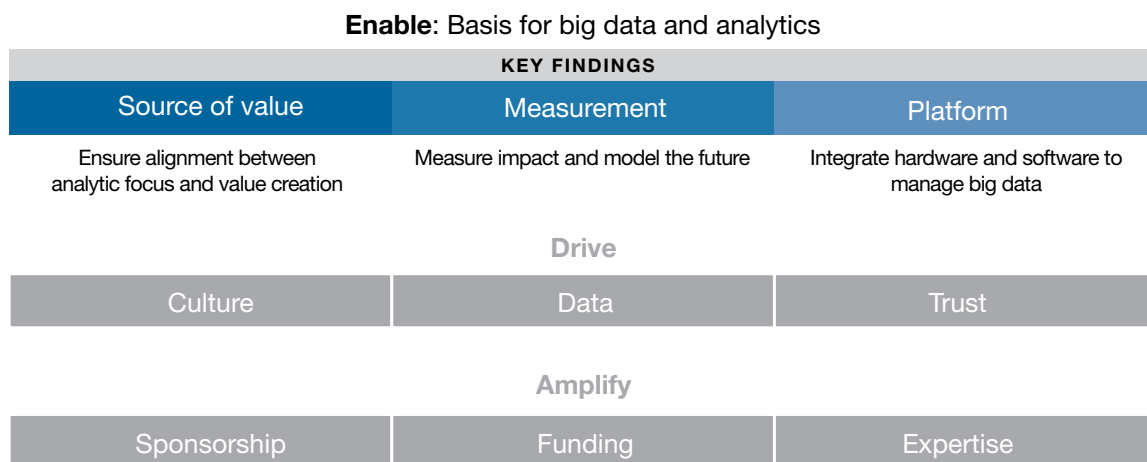 Enable: Basis for big data and analytics
KEY FINDINGS
Source of value
Measurement
Platform
Ensure alignment between
analytic focus and value creation
Measure impact and model the future
Integrate hardware and software to
manage big data
Drive
Culture
Data
Trust
Amplify
Sponsorship
Funding
Expertise